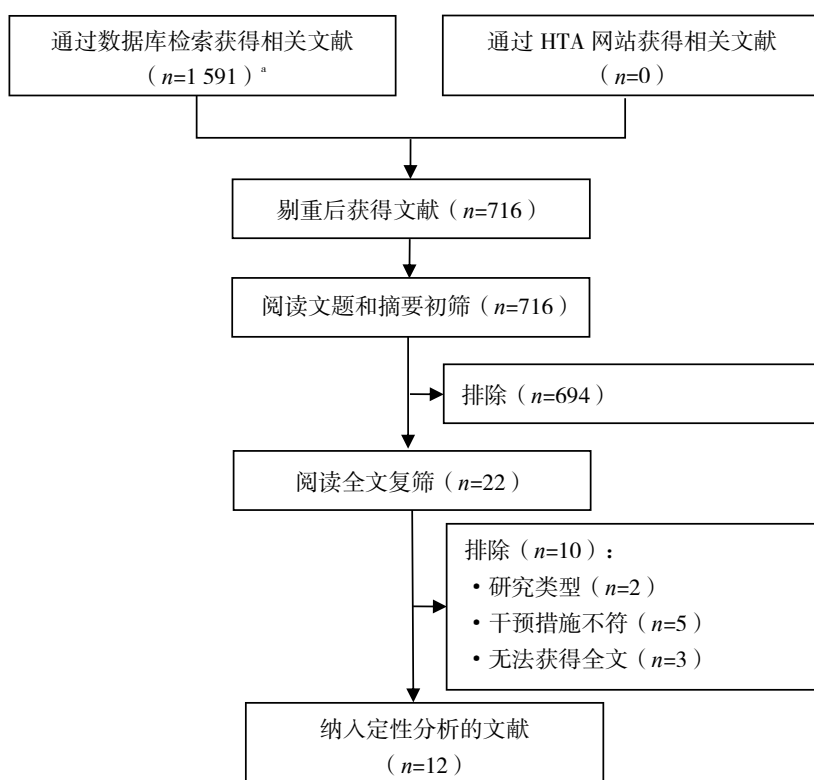 通过数据库检索获得相关文献
（n=1 591）a
通过 HTA 网站获得相关文献
（n=0）
剔重后获得文献（n=716）
阅读文题和摘要初筛（n=716）
排除（n=694）
阅读全文复筛（n=22）
排除（n=10）：
·研究类型（n=2）
·干预措施不符（n=5）
·无法获得全文（n=3）
纳入定性分析的文献
（n=12）